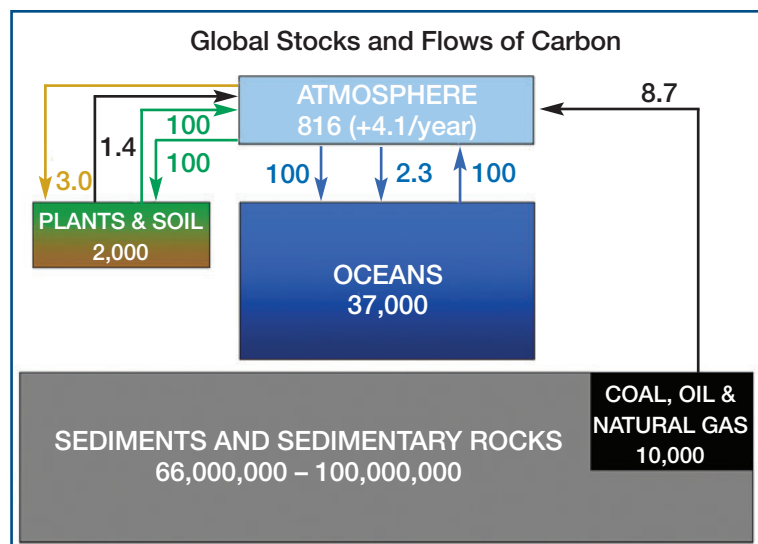 Global Stocks and Flows of Carbon
ATMOSPHERE
816 (+4.1/year)
8.7
100
1.4
100
3.0
100
2.3
100
PLANTS & SOIL
2,000
OCEANS
37,000
COAL, OIL &
NATURAL GAS
10,000
SEDIMENTS AND SEDIMENTARY ROCKS
66,000,000 – 100,000,000